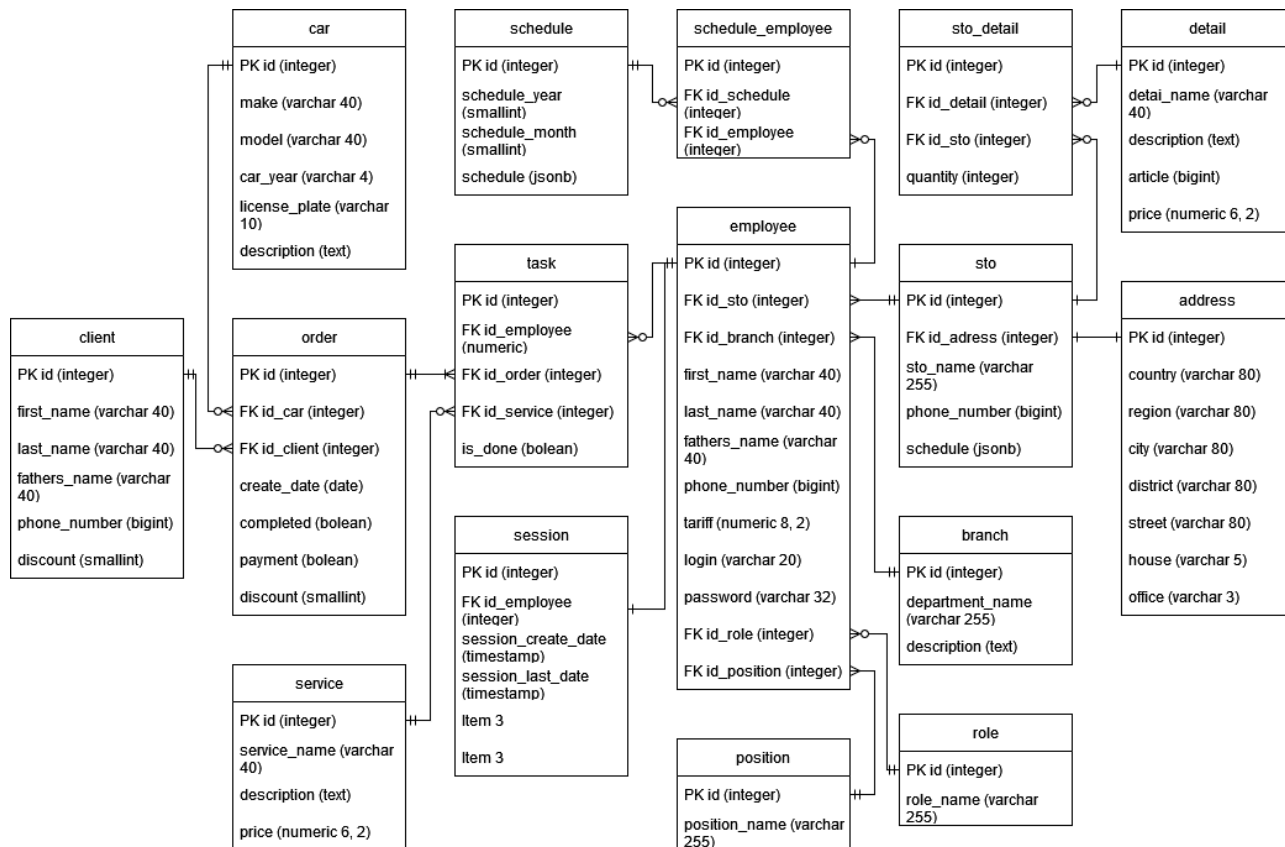 car
PK id (integer)
make (varchar 40)
model (varchar 40)
car_year (varchar 4)
license_plate (varchar
10)
description (text)
schedule
PK id (integer)
schedule_year
(smallint)
schedule_month
(smallint)
schedule (jsonb)
schedule_employee
PK id (integer)
FK id_schedule
(integer)
FK id_employee
(integer)
sto_detail
PK id (integer)
FK id_detail (integer)
FK id_sto (integer)
quantity (integer)
detail
PK id (integer)
detai_name (varchar
40)
description (text)
article (bigint)
price (numeric 6, 2)
client
PK id (integer)
first_name (varchar 40)
last_name (varchar 40)
fathers_name (varchar
40)
phone_number (bigint)
discount (smallint)
order
PK id (integer)
FK id_car (integer)
FK id_client (integer)
create_date (date)
completed (bolean)
payment (bolean)
discount (smallint)
task
PK id (integer)
FK id_employee
(numeric)
FK id_order (integer)
FK id_service (integer)
is_done (bolean)
employee
PK id (integer)
FK id_sto (integer)
FK id_branch (integer)
first_name (varchar 40)
last_name (varchar 40)
fathers_name (varchar
40)
phone_number (bigint)
tariff (numeric 8, 2)
login (varchar 20)
password (varchar 32)
FK id_role (integer)
FK id_position (integer)
sto
PK id (integer)
FK id_adress (integer)
sto_name (varchar
255)
phone_number (bigint)
schedule (jsonb)
address
PK id (integer)
country (varchar 80)
region (varchar 80)
city (varchar 80)
district (varchar 80)
street (varchar 80)
house (varchar 5)
office (varchar 3)
session
PK id (integer)
FK id_employee
(integer)
session_create_date
(timestamp)
session_last_date
(timestamp)
Item 3
Item 3
branch
PK id (integer)
department_name
(varchar 255)
description (text)
service
PK id (integer)
service_name (varchar
40)
description (text)
price (numeric 6, 2)
position
PK id (integer)
position_name (varchar
255)
role
PK id (integer)
role_name (varchar
255)